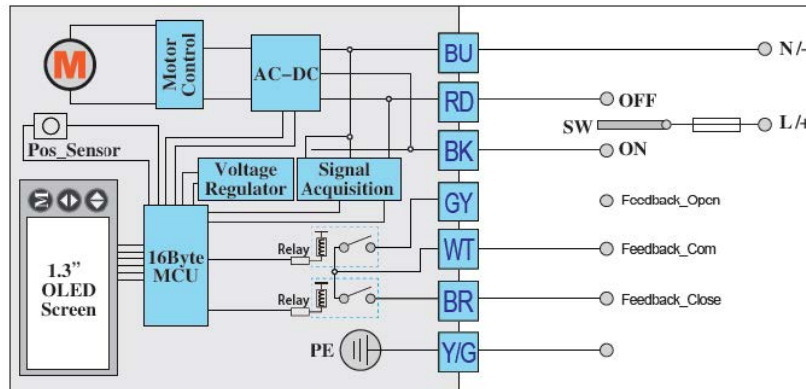 M
Motor
Control
AC-DC
BU
N/-
RD
OFF
SW
L/+
BK
ON
Pos_Sensor
Voltage
Regulator
Signal
Acquisition
GY
Feedback_Open
M
1.3”
OLED
Screen
16Byte
MCU
Relay
WT
Feedback_Com
Relay
BR
Feedback_Close
PE
Y/G